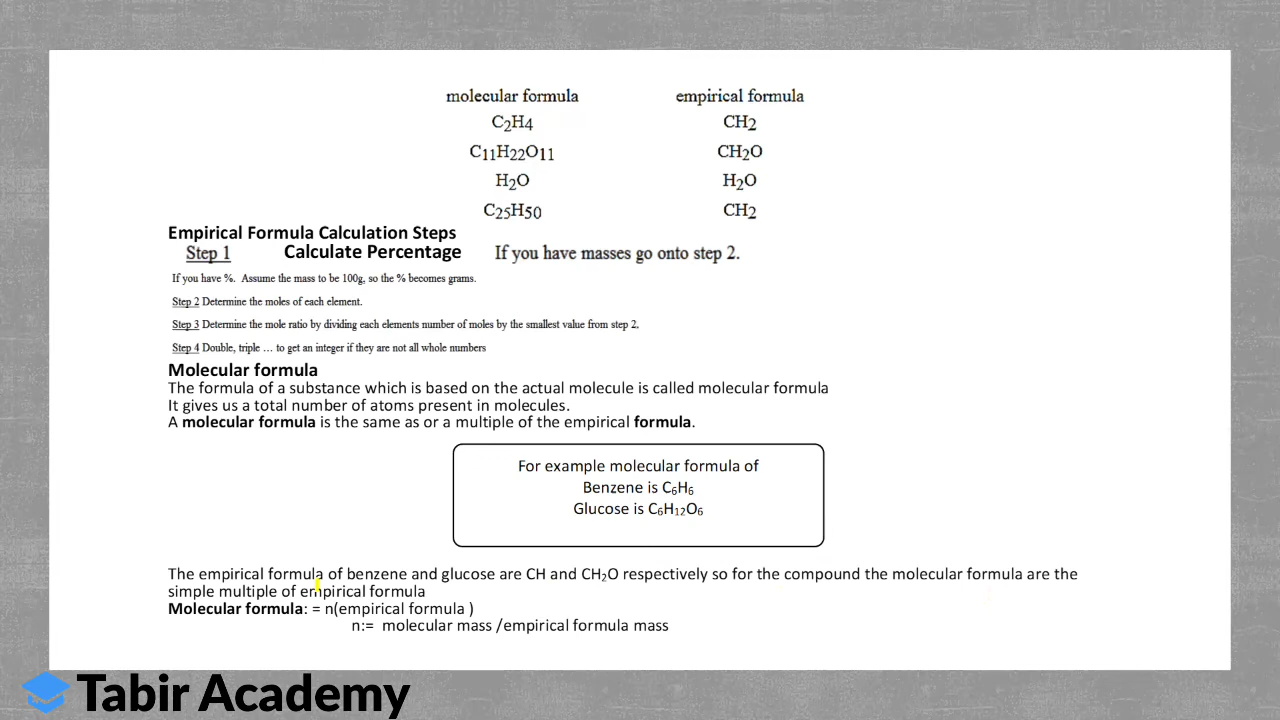 molecular formula empirical formula
C2H4 CH2
C11H22O11 CH2O
H2O H2O
C25H50 CH2
Empirical Formula Calculation Steps
Step 1 Calculate Percentage If you have masses go onto step 2.
If you have %. Assume the mass to be 100g, so the % becomes grams.
Step 2 Determine the moles of each element.
Step 3 Determine the mole ratio by dividing each elements number of moles by the smallest value from step 2.
Step 4 Double, triple … to get an integer if they are not all whole numbers
Molecular formula
The formula of a substance which is based on the actual molecule is called molecular formula
It gives us a total number of atoms present in molecules.
A molecular formula is the same as or a multiple of the empirical formula.
For example molecular formula of
Benzene is C6H6
Glucose is C6H12O6
The empirical formula of benzene and glucose are CH and CH2O respectively so for the compound the molecular formula are the
simple multiple of empirical formula
Molecular formula: = n(empirical formula )
n:= molecular mass /empirical formula mass
Tabir Academy